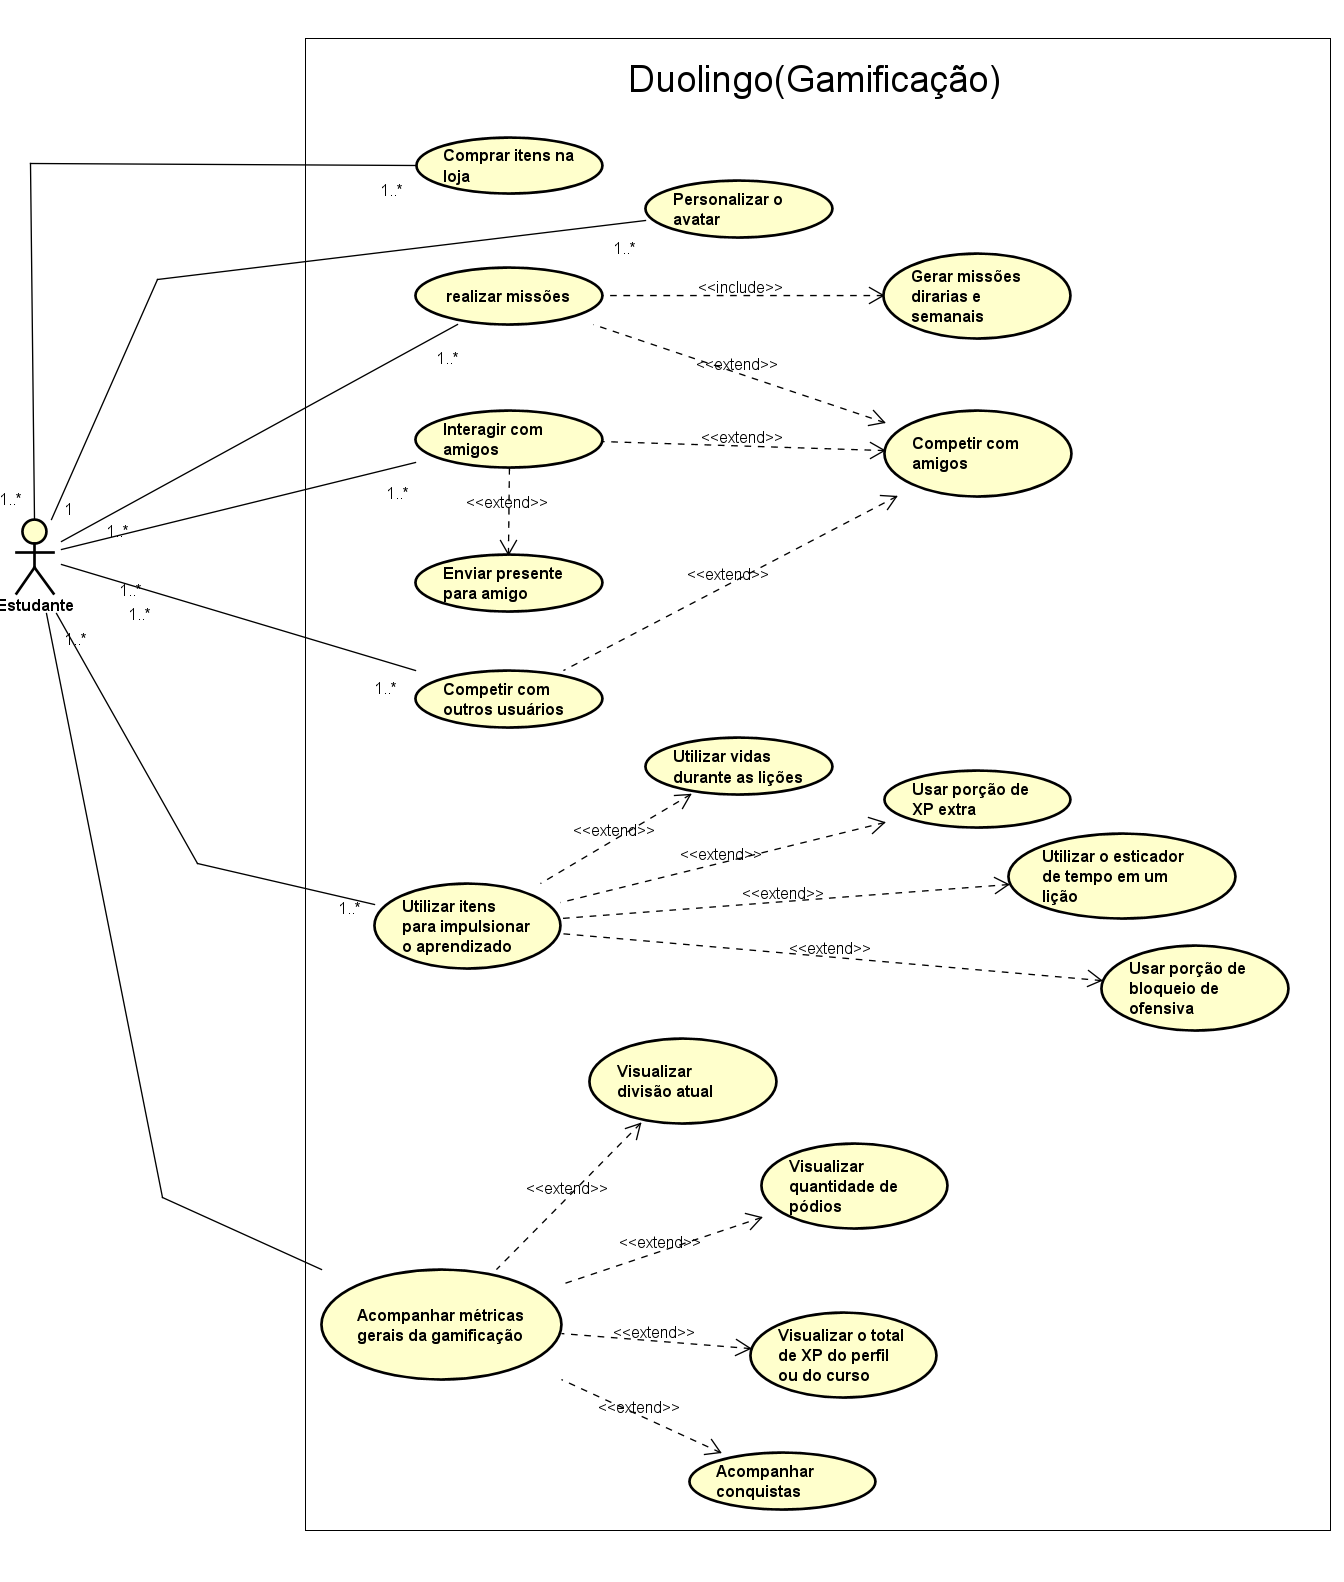 Duolingo(Gamificação)
Comprar itens na
loja
1..*
Personalizar o
avatar
1..*
realizar missões
<<include>>
Gerar missões
dirarias e
semanais
1..*
<<extend>>
Interagir com
amigos
<<extend>>
Competir com
amigos
1..*
1..*
1
<<extend>>
1..*
Enviar presente
para amigo
<<extend>>
1..*
Estudante
1..*
1..*
Competir com
outros usuários
1..*
Utilizar vidas
durante as lições
Usar porção de
XP extra
<<extend>>
<<extend>>
Utilizar o esticador
de tempo em um
lição
<<extend>>
1..*
Utilizar itens
para impulsionar
o aprendizado
<<extend>>
Usar porção de
bloqueio de
ofensiva
Visualizar
divisão atual
Visualizar
quantidade de
pódios
<<extend>>
<<extend>>
Acompanhar métricas
gerais da gamificação
<<extend>>
Visualizar o total
de XP do perfil
ou do curso
<<extend>>
Acompanhar
conquistas